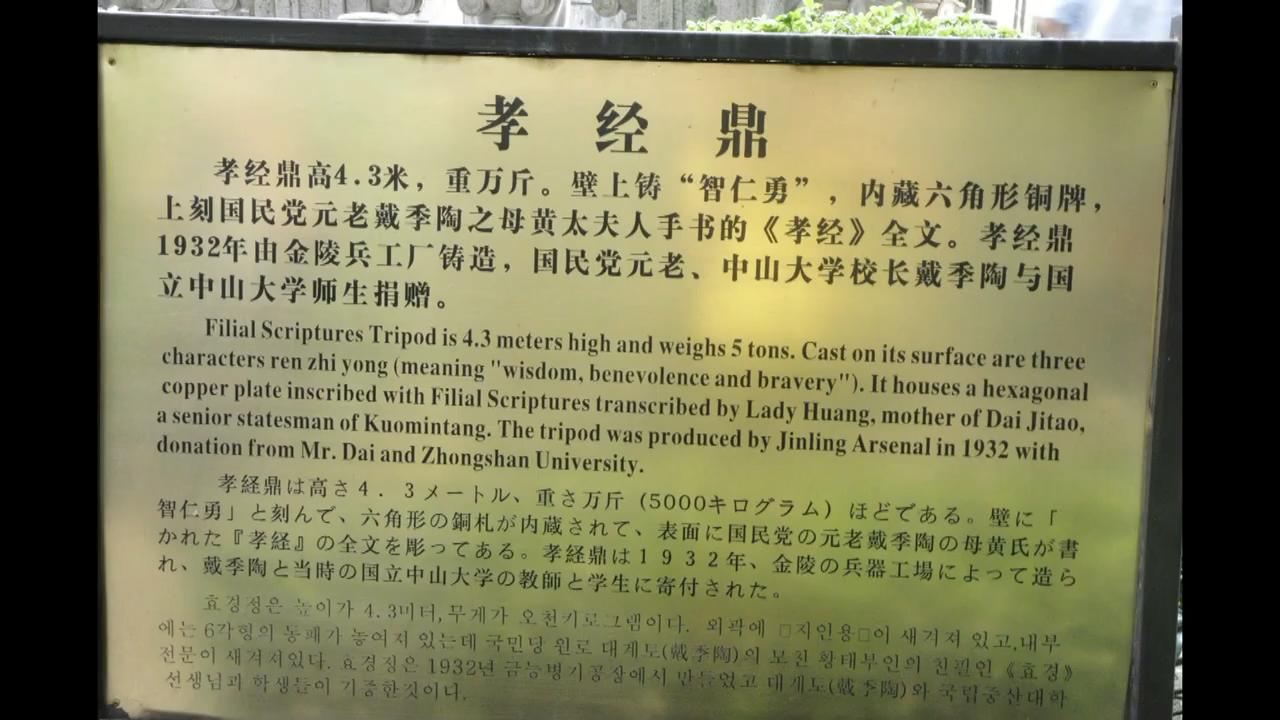 孝 经 鼎
孝经鼎高4.3米，重万斤。壁上铸“智仁勇”，内藏六角形铜牌，
上刻国民党元老戴季陶之母黄太夫人手书的《孝经》全文。孝经鼎
1932年由金陵兵工厂铸造，国民党元老、中山大学校长戴季陶与国
立中山大学师生捐赠。
Filial Scriptures Tripod is 4.3 meters high and weighs 5 tons. Cast on its surface are three
characters ren zhi yong (meaning "wisdom, benevolence and bravery"). It houses a hexagonal
copper plate inscribed with Filial Scriptures transcribed by Lady Huang, mother of Dai Jitao,
a senior statesman of Kuomintang. The tripod was produced by Jinling Arsenal in 1932 with
donation from Mr. Dai and Zhongshan University.
孝経鼎は高さ４．３メートル、重さ万斤（5000キログラム）ほどである。壁に「
智仁勇」と刻んで、六角形の銅札が内蔵されて、表面に国民党の元老戴季陶の母黄氏が書
かれた『孝経』の全文を彫ってある。孝経鼎は１９３２年、金陵の兵器工場によって造ら
れ、戴季陶と当時の国立中山大学の教師と学生に寄付された。
효경정은 높이가 4.3미터,무게가 오천키로그램이다. 외곽에 □지인용□이 새겨져 있고,내부
에는 6각형의 동패가 놓여져 있는데 국민당 원로 대계도(戴季陶)의 모친 황태부인의 친필인 《효경》
전문이 새겨져있다. 효경정은 1932년 금능병기공장에서 만들었고 대계도(戴季陶)와 국립중산대학
선생님과 학생들이 기증한것이다.